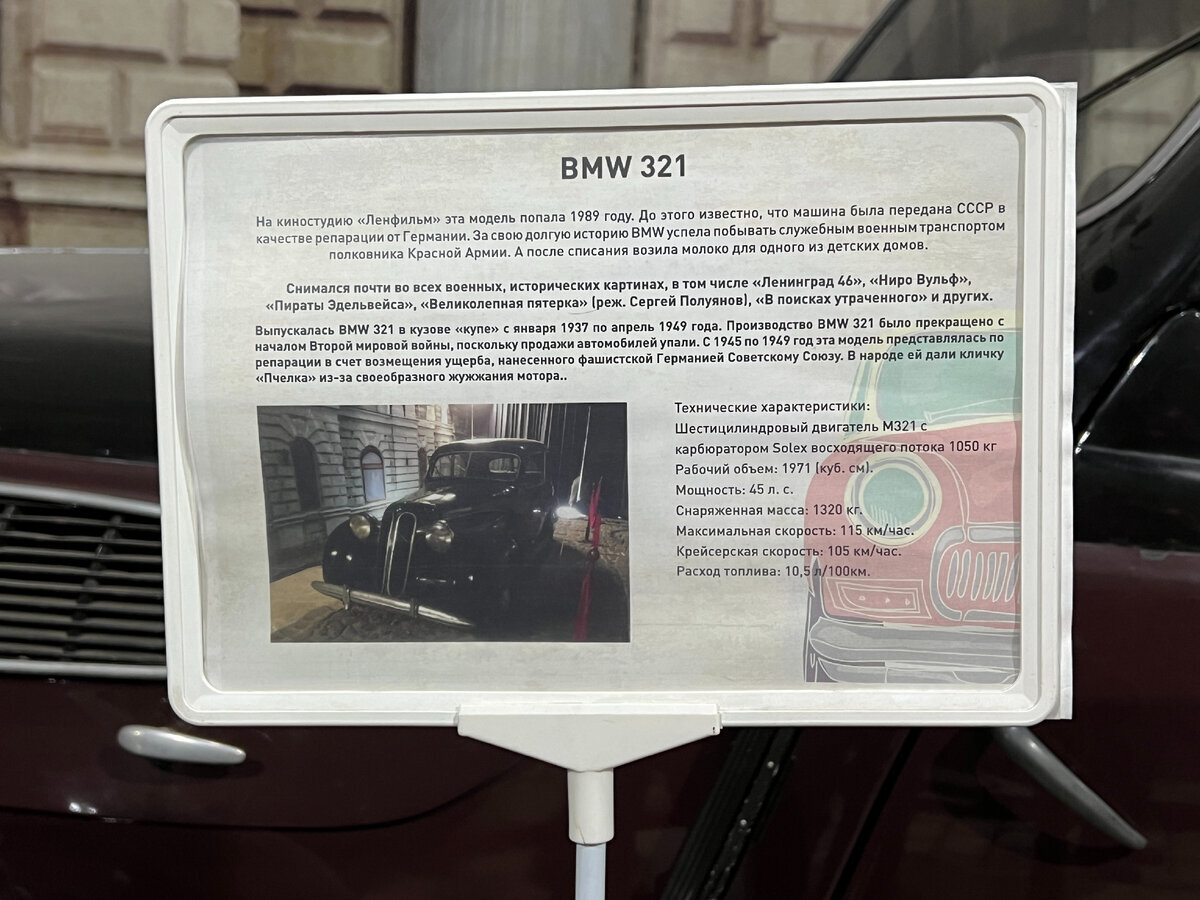 BMW 321
На киностудию «Ленфильм» эта модель попала 1989 году. До этого известно, что машина была передана СССР в
качестве репарации от Германии. За свою долгую историю BMW успела побывать служебным военным транспортом
полковника Красной Армии. А после списания возила молоко для одного из детских домов.
Снимался почти во всех военных, исторических картинах, в том числе «Ленинград 46», «Ниро Вульф»,
«Пираты Эдельвейса», «Великолепная пятерка» (реж. Сергей Полуянов), «В поисках утраченного» и других.
Выпускалась BMW 321 в кузове «купе» с января 1937 по апрель 1949 года. Производство BMW 321 было прекращено с
началом Второй мировой войны, поскольку продажи автомобилей упали. С 1945 по 1949 год эта модель представлялась по
репарации в счет возмещения ущерба, нанесенного фашистской Германией Советскому Союзу. В народе ей дали кличку
«Пчелка» из-за своеобразного жужжания мотора..
Технические характеристики:
Шестицилиндровый двигатель М321 с
карбюратором Solex восходящего потока 1050 кг
Рабочий объем: 1971 (куб. см).
Мощность: 45 л. с.
Снаряженная масса: 1320 кг.
Максимальная скорость: 115 км/час.
Крейсерская скорость: 105 км/час.
Расход топлива: 10,5 л/100км.